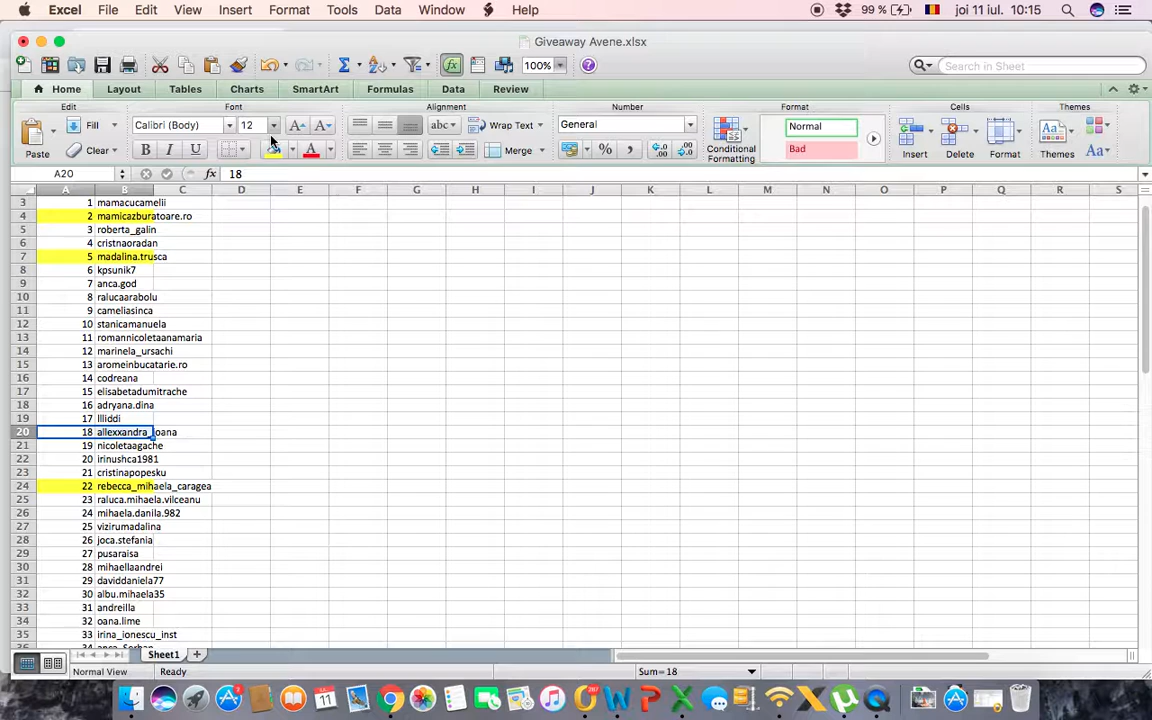 Excel File Edit View Insert Format Tools Data Window Help 99 % joi 11 iul. 10:15
Giveaway Avene.xlsx
100% Search in Sheet
Home Layout Tables Charts SmartArt Formulas Data Review
Edit Font Alignment Number Format Cells Themes
Paste Fill Calibri (Body) 12 abc Wrap Text General Normal
Clear B I U A Merge % Conditional Formatting Bad Insert Delete Format Themes Aa
A20 fx 18
A B C D E F G H I J K L M N O P Q R S
3 1 mamacucamelii
4 2 mamicazburatoare.ro
5 3 roberta_galin
6 4 cristnaoradan
7 5 madalina.trusca
8 6 kpsunik7
9 7 anca.god
10 8 ralucaarabolu
11 9 cameliasinca
12 10 stanicamanuela
13 11 romannicoletaanamaria
14 12 marinela_ursachi
15 13 aromeinbucatarie.ro
16 14 codreana
17 15 elisabetadumitrache
18 16 adryana.dina
19 17 llliddi
20 18 allexxandra_ioana
21 19 nicoletaagache
22 20 irinushca1981
23 21 cristinapopesku
24 22 rebecca_mihaela_caragea
25 23 raluca.mihaela.vilceanu
26 24 mihaela.danila.982
27 25 vizirumadalina
28 26 joca.stefania
29 27 pusaraisa
30 28 mihaellaandrei
31 29 daviddaniela77
32 30 albu.mihaela35
33 31 andreilla
34 32 oana.lime
35 33 irina_ionescu_inst
Sheet1
Normal View Ready Sum=18